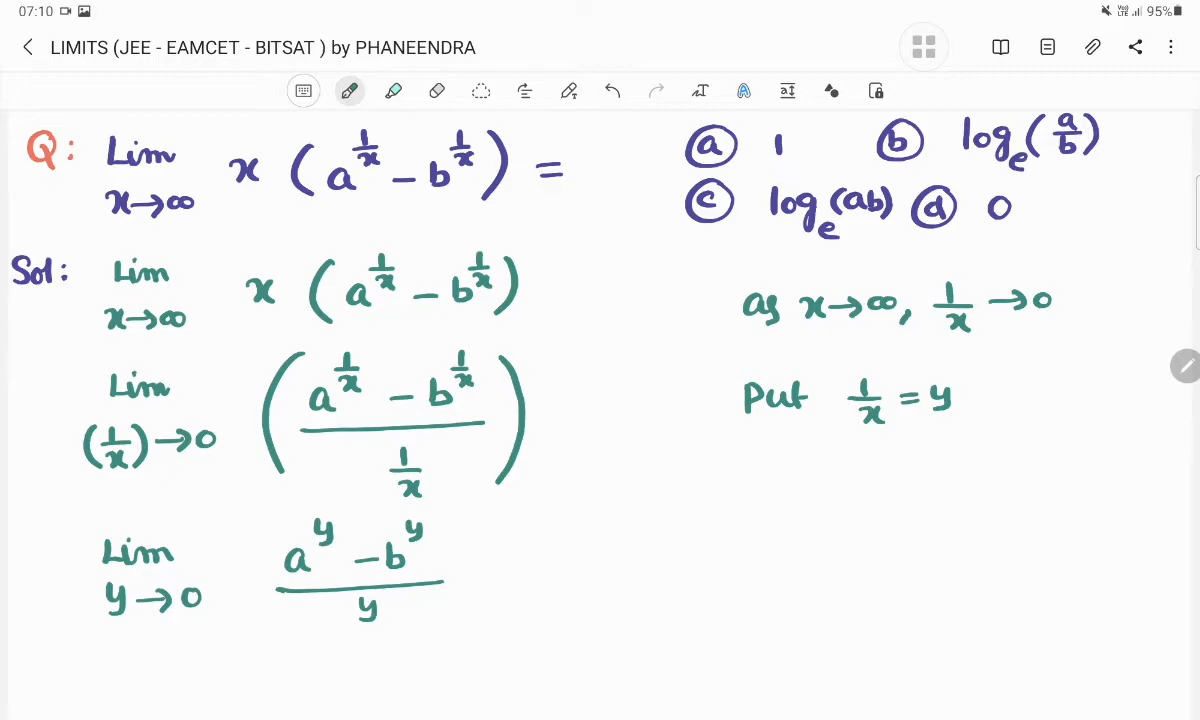 07:10 95%
LIMITS (JEE - EAMCET - BITSAT ) by PHANEENDRA
Q: Lim x→∞ x (a^(1/x) − b^(1/x)) =
ⓐ 1 ⓑ log_e(a/b)
ⓒ log_e(ab) ⓓ 0
Sol: Lim x→∞ x (a^(1/x) − b^(1/x))
as x→∞, 1/x →0
Lim (1/x)→0 ((a^(1/x) − b^(1/x)) / (1/x))
Put 1/x = y
Lim y→0 (a^y − b^y) / y